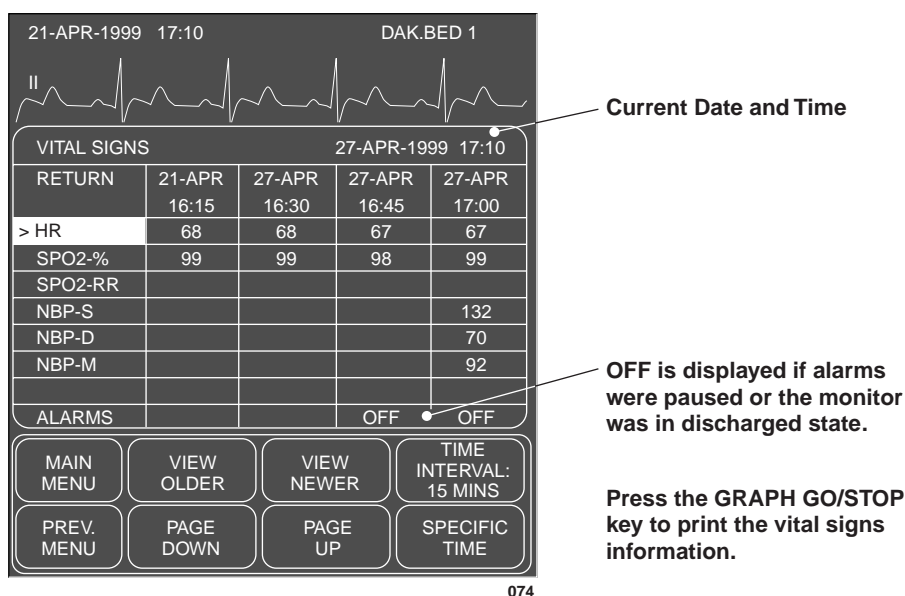 21-APR-1999 17:10 DAK.BED 1
II
Current Date and Time
VITAL SIGNS 27-APR-1999 17:10
RETURN 21-APR 27-APR 27-APR 27-APR
16:15 16:30 16:45 17:00
> HR 68 68 67 67
SPO2-% 99 99 98 99
SPO2-RR
NBP-S 132
NBP-D 70
NBP-M 92
ALARMS OFF OFF
OFF is displayed if alarms
were paused or the monitor
was in discharged state.
MAIN
MENU
VIEW
OLDER
VIEW
NEWER
TIME
INTERVAL:
15 MINS
PREV.
MENU
PAGE
DOWN
PAGE
UP
SPECIFIC
TIME
Press the GRAPH GO/STOP
key to print the vital signs
information.
074